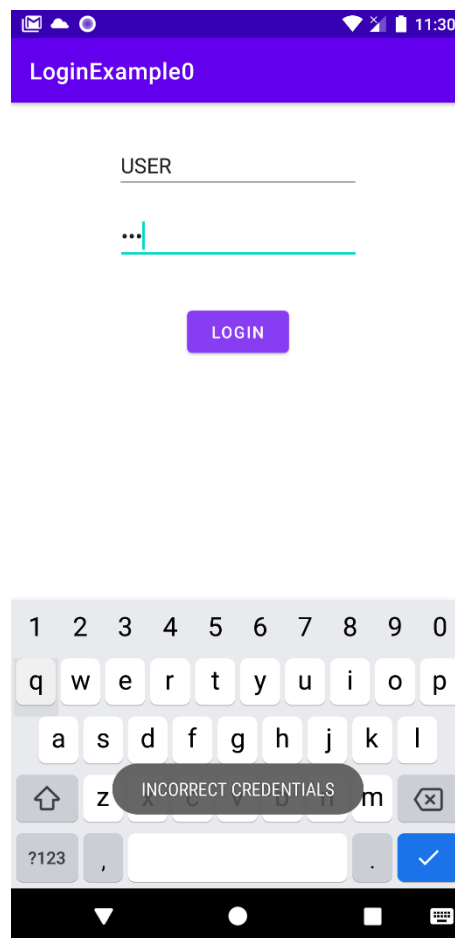 11:30
LoginExample0
USER
•••
LOGIN
1 2 3 4 5 6 7 8 9 0
q w e r t y u i o p
a s d f g h j k l
z m
INCORRECT CREDENTIALS
?123 , .